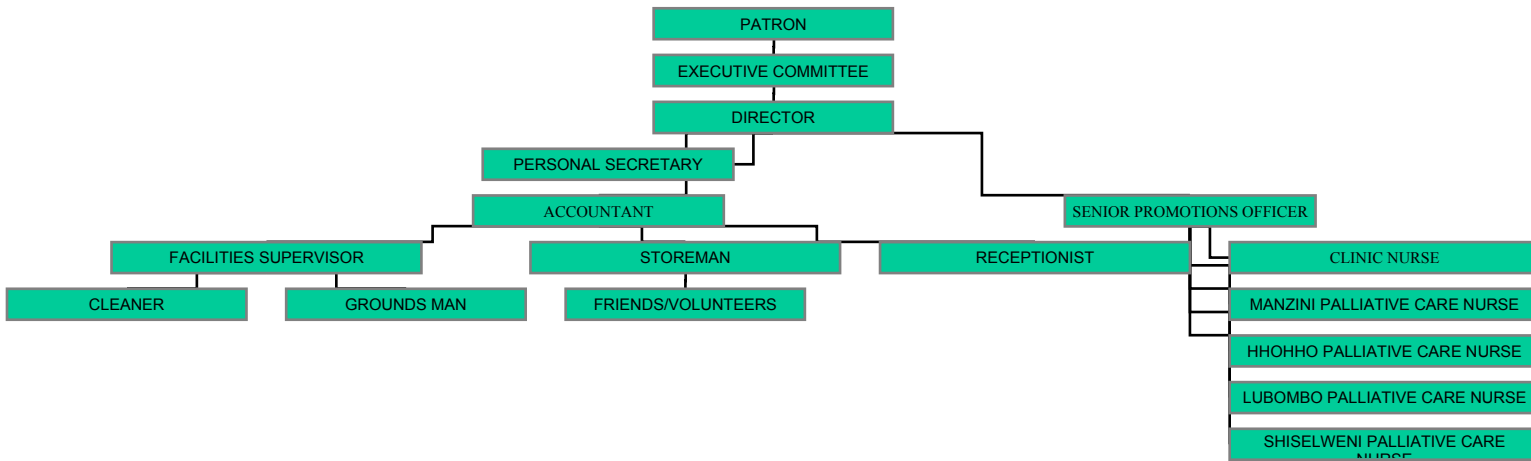 PATRON
EXECUTIVE COMMITTEE
DIRECTOR
PERSONAL SECRETARY
ACCOUNTANT
SENIOR PROMOTIONS OFFICER
FACILITIES SUPERVISOR
STOREMAN
RECEPTIONIST
CLINIC NURSE
CLEANER
GROUNDS MAN
FRIENDS/VOLUNTEERS
MANZINI PALLIATIVE CARE NURSE
HHOHHO PALLIATIVE CARE NURSE
LUBOMBO PALLIATIVE CARE NURSE
SHISELWENI PALLIATIVE CARE
NURSE